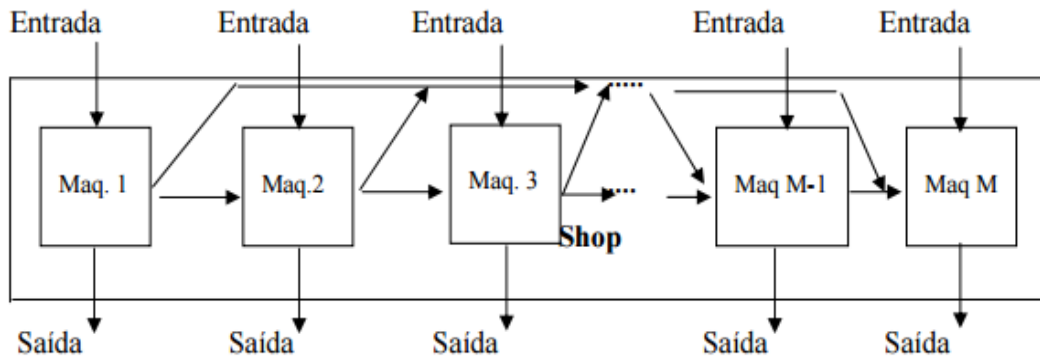 Entrada Entrada Entrada Entrada Entrada
.....
Maq. 1 Maq.2 Maq. 3 .... Maq M-1 Maq M
Shop
Saída Saída Saída Saída Saída